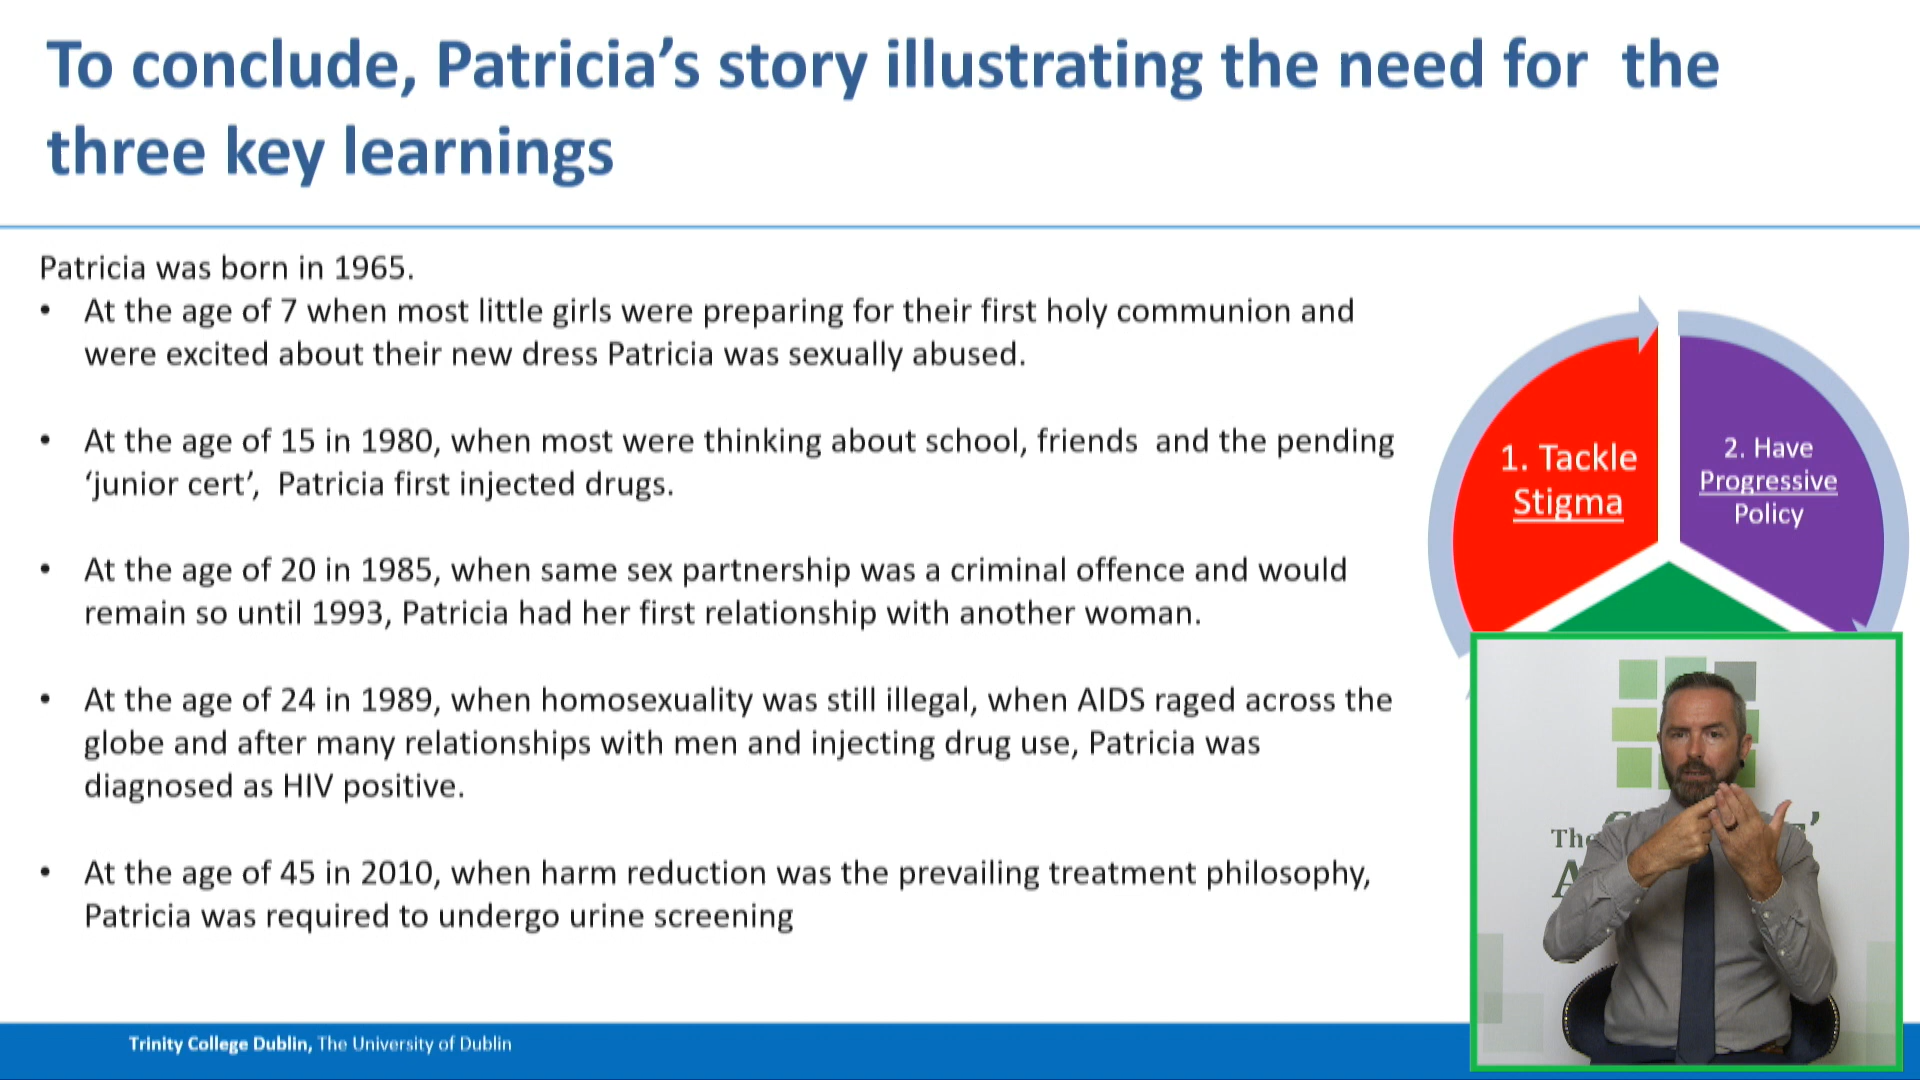 To conclude, Patricia’s story illustrating the need for the
three key learnings
Patricia was born in 1965.
• At the age of 7 when most little girls were preparing for their first holy communion and
were excited about their new dress Patricia was sexually abused.
• At the age of 15 in 1980, when most were thinking about school, friends and the pending
‘junior cert’, Patricia first injected drugs.
• At the age of 20 in 1985, when same sex partnership was a criminal offence and would
remain so until 1993, Patricia had her first relationship with another woman.
• At the age of 24 in 1989, when homosexuality was still illegal, when AIDS raged across the
globe and after many relationships with men and injecting drug use, Patricia was
diagnosed as HIV positive.
• At the age of 45 in 2010, when harm reduction was the prevailing treatment philosophy,
Patricia was required to undergo urine screening
1. Tackle
Stigma
2. Have
Progressive
Policy
The
A
Trinity College Dublin, The University of Dublin